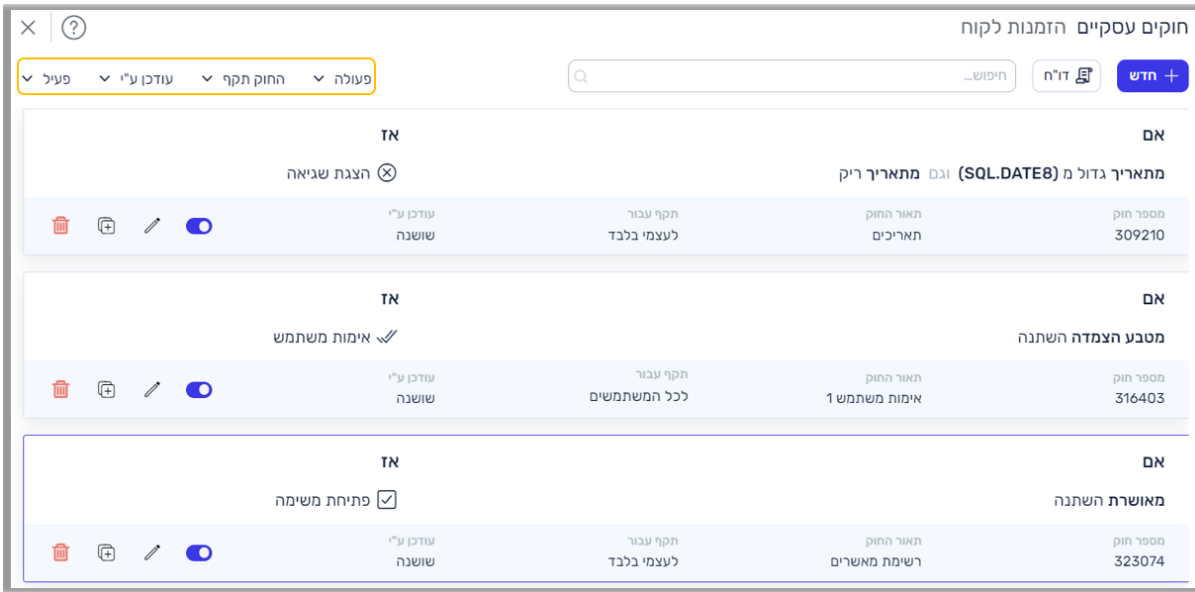 חוקים עסקיים הזמנות לקוח
+ חדש דו"ח חיפוש... פעולה החוק תקף עודכן ע"י פעיל
אם אז
מתאריך גדול מ (SQL.DATE8) וגם מתאריך ריק הצגת שגיאה
מספר חוק תאור החוק תקף עבור עודכן ע"י
309210 תאריכים לעצמי בלבד שושנה
אם אז
מטבע הצמדה השתנה אימות משתמש
מספר חוק תאור החוק תקף עבור עודכן ע"י
316403 אימות משתמש 1 לכל המשתמשים שושנה
אם אז
מאושרת השתנה פתיחת משימה
מספר חוק תאור החוק תקף עבור עודכן ע"י
323074 רשימת מאשרים לעצמי בלבד שושנה